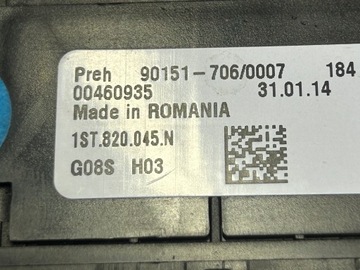 Preh 90151-706/0007 184
00460935 31.01.14
Made in ROMANIA
1ST.820.045.N
G08S H03